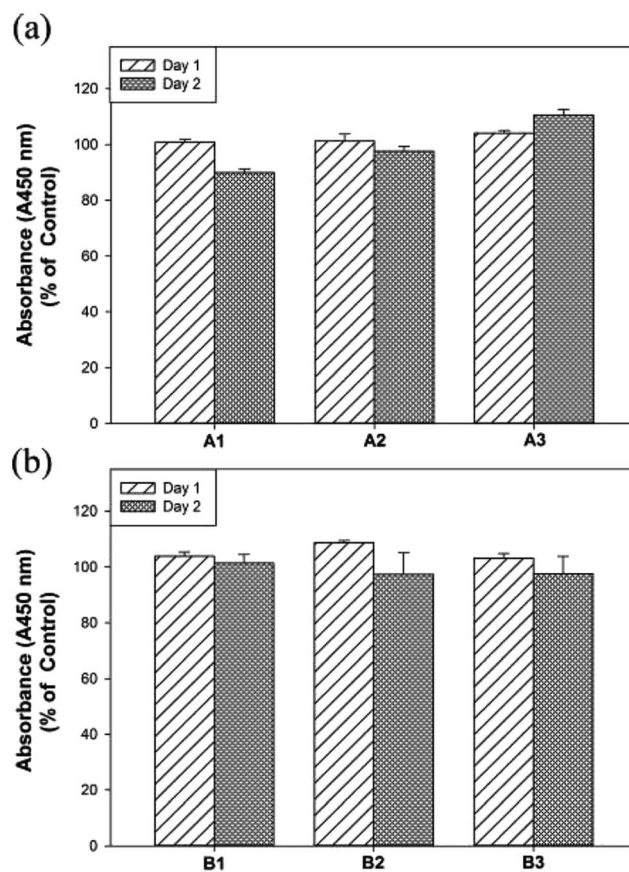 (a)
Day 1
Day 2
Absorbance (A450 nm)
(% of Control)
120
100
80
60
40
20
0
A1 A2 A3
(b)
Day 1
Day 2
Absorbance (A450 nm)
(% of Control)
120
100
80
60
40
20
0
B1 B2 B3